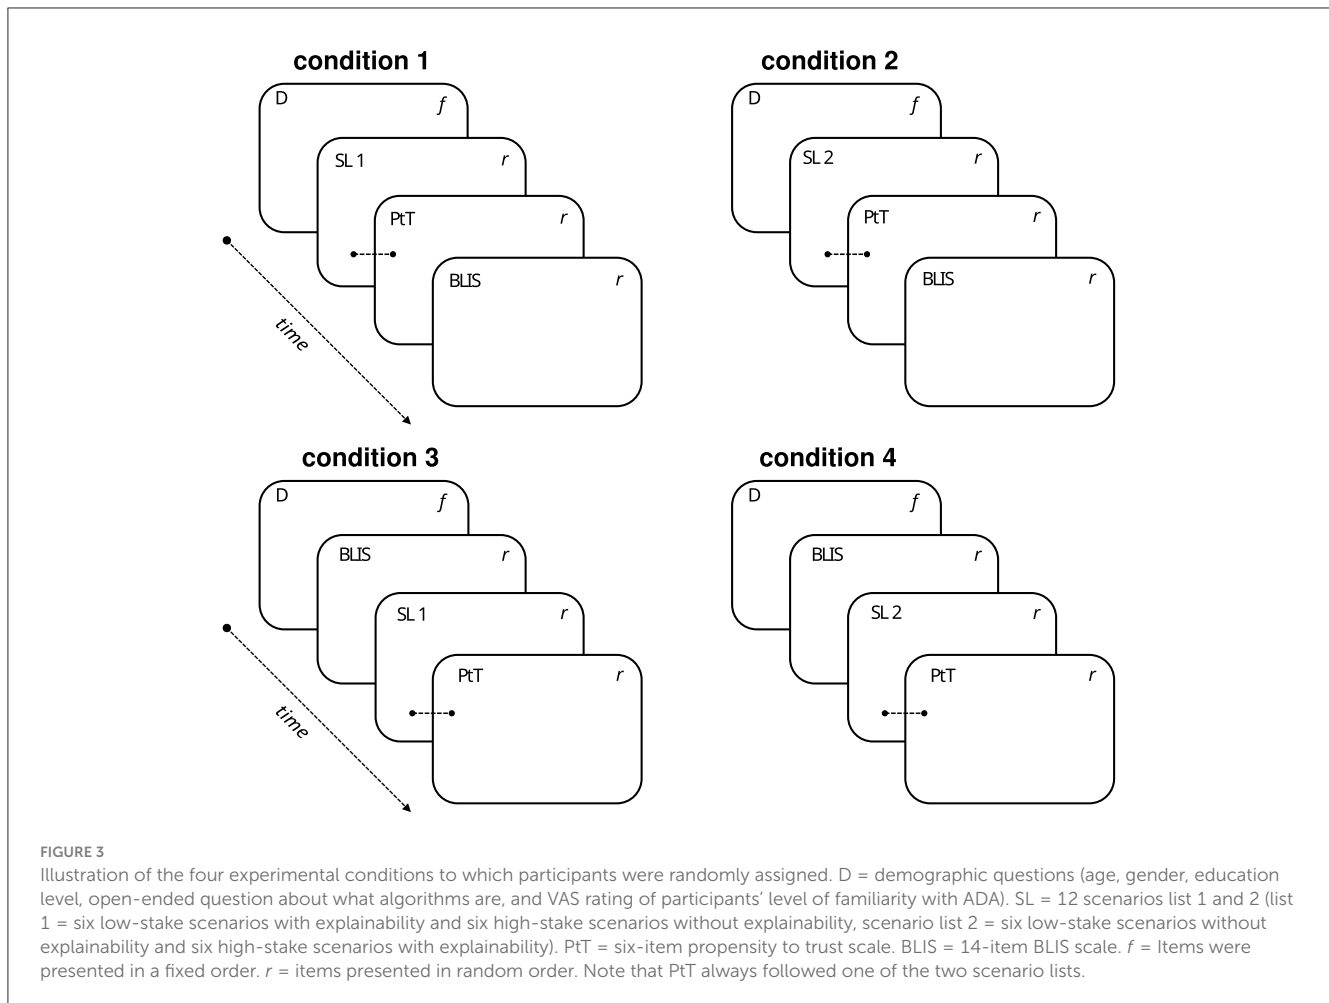 condition 1
D
f
SL 1
r
PtT
r
BLIS
r
time
condition 2
D
f
SL 2
r
PtT
r
BLIS
r
condition 3
D
f
BLIS
r
SL 1
r
PtT
r
time
condition 4
D
f
BLIS
r
SL 2
r
PtT
r
FIGURE 3
Illustration of the four experimental conditions to which participants were randomly assigned. D = demographic questions (age, gender, education
level, open-ended question about what algorithms are, and VAS rating of participants’ level of familiarity with ADA). SL = 12 scenarios list 1 and 2 (list
1 = six low-stake scenarios with explainability and six high-stake scenarios without explainability, scenario list 2 = six low-stake scenarios without
explainability and six high-stake scenarios with explainability). PtT = six-item propensity to trust scale. BLIS = 14-item BLIS scale. f = Items were
presented in a fixed order. r = items presented in random order. Note that PtT always followed one of the two scenario lists.